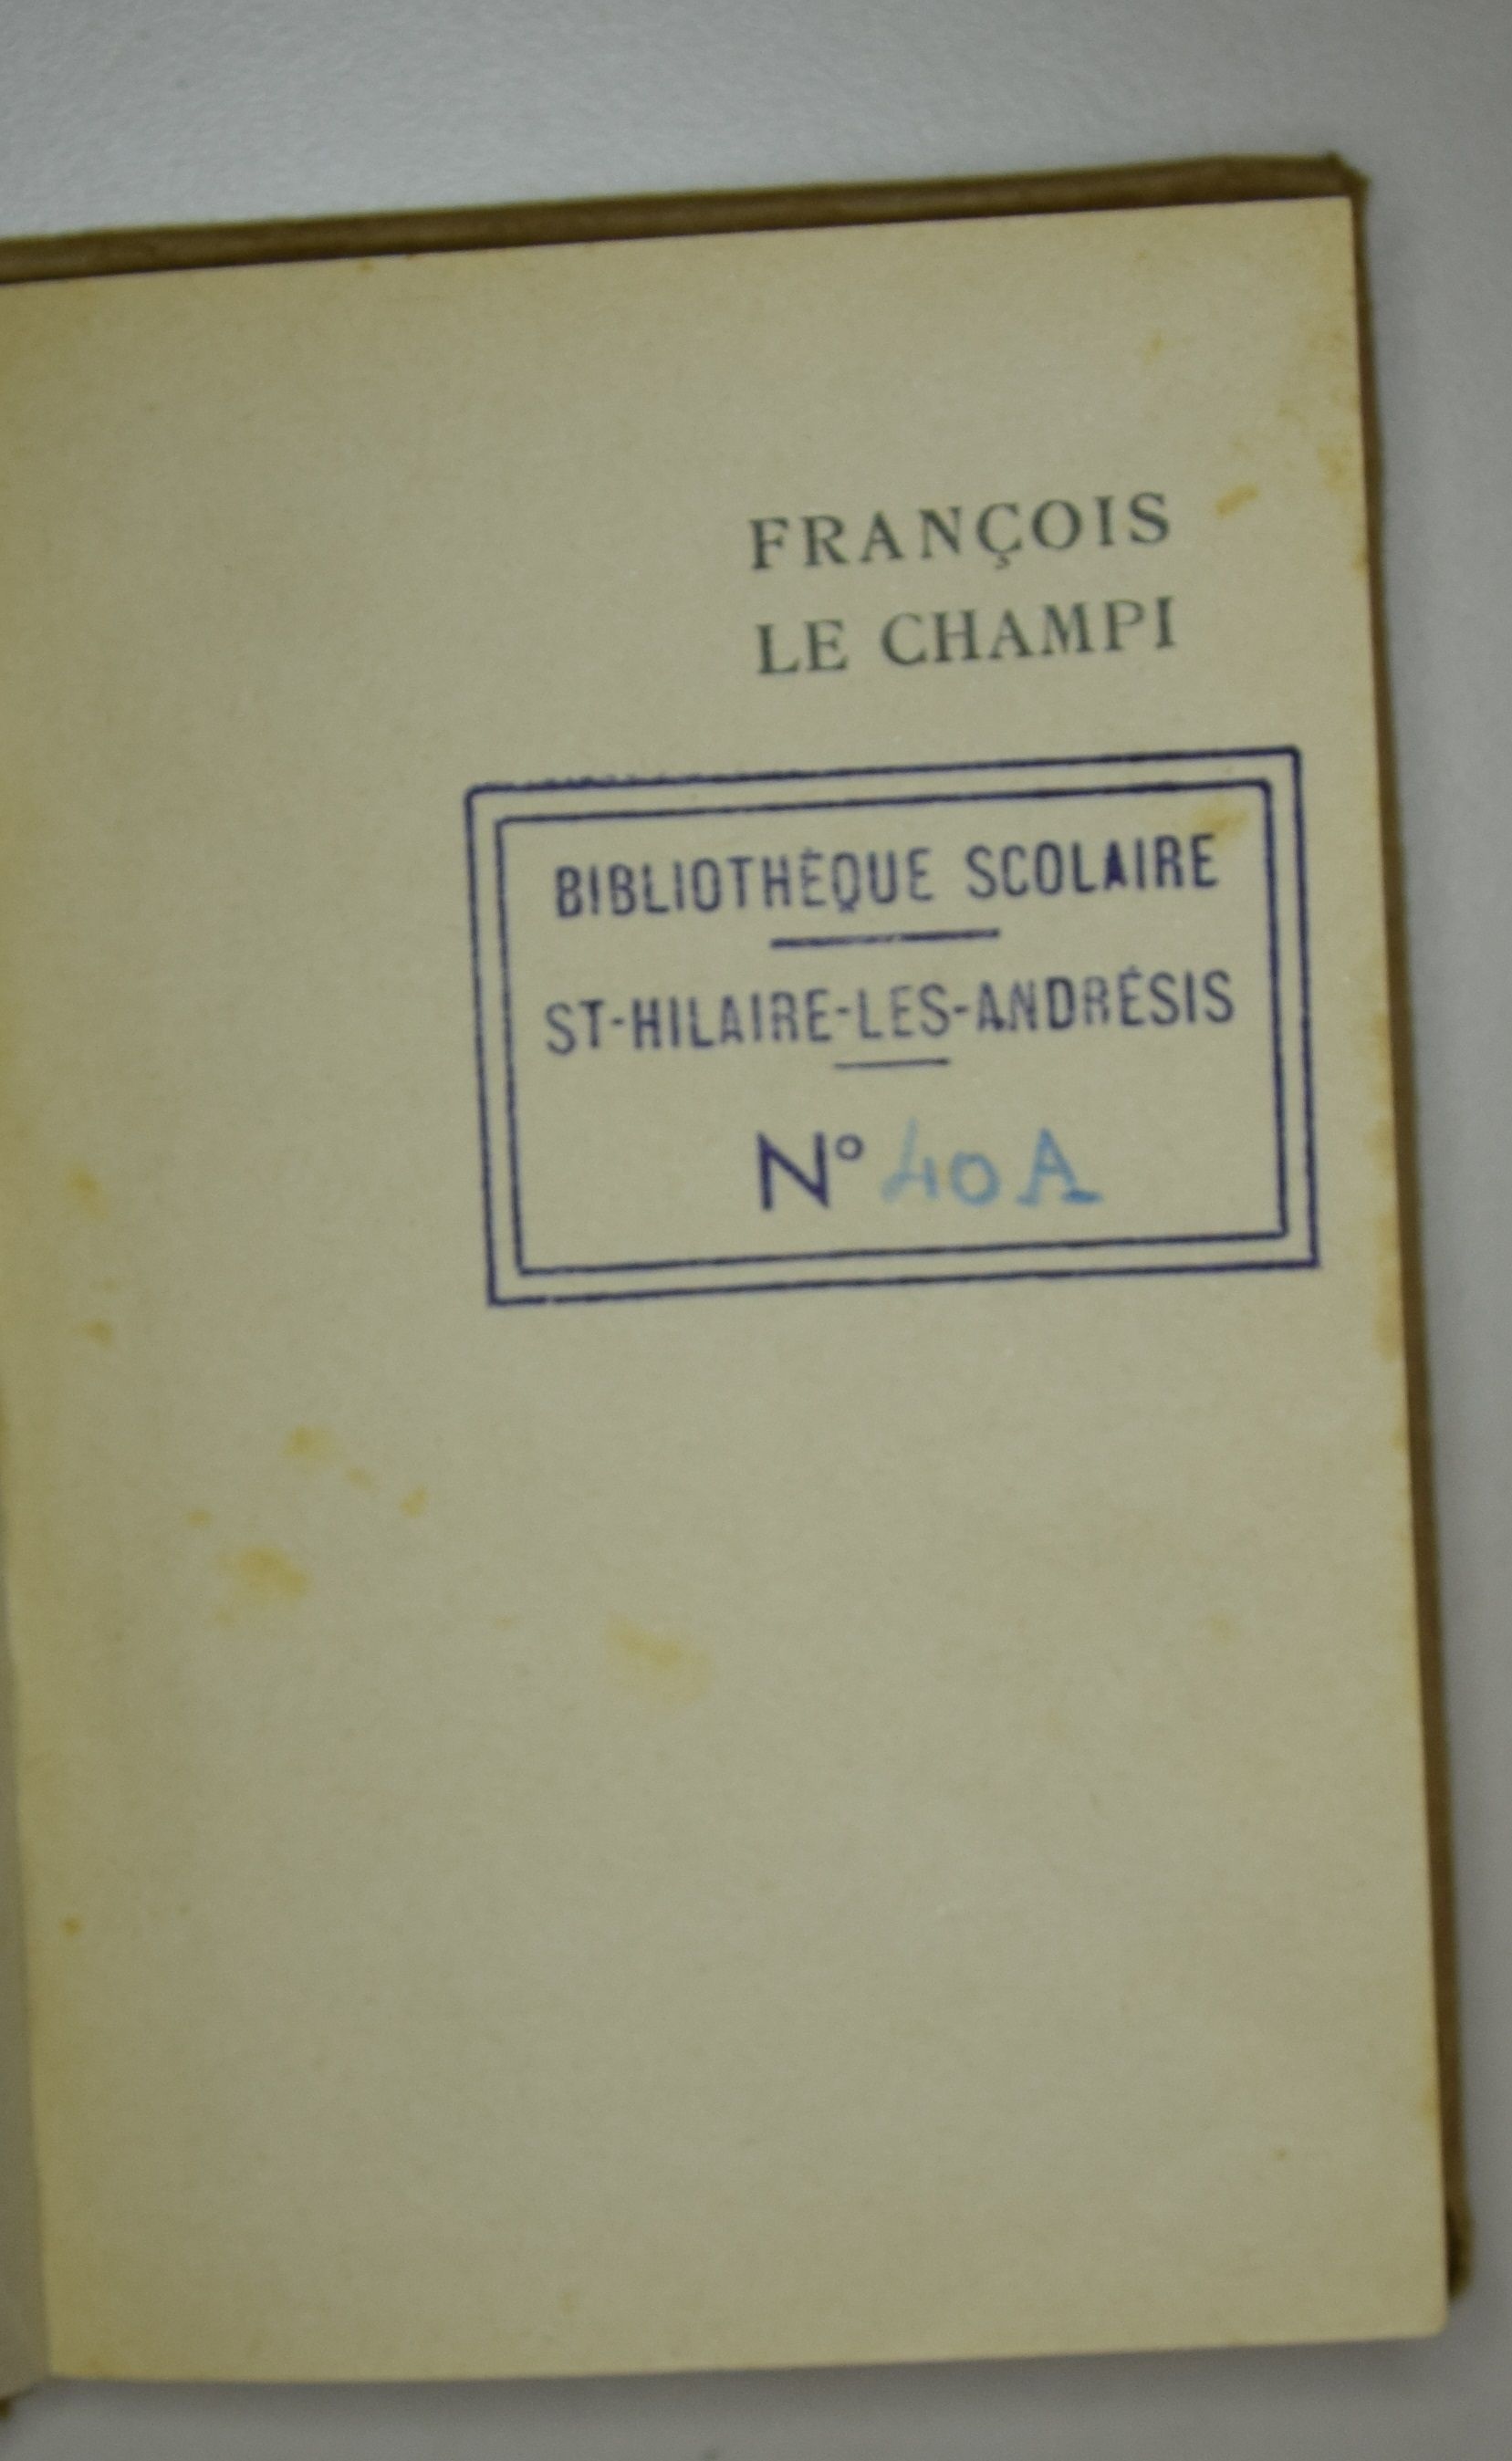 FRANÇOIS
LE CHAMPI
BIBLIOTHÈQUE SCOLAIRE
ST-HILAIRE-LES-ANDRÉSIS
N° 40 A